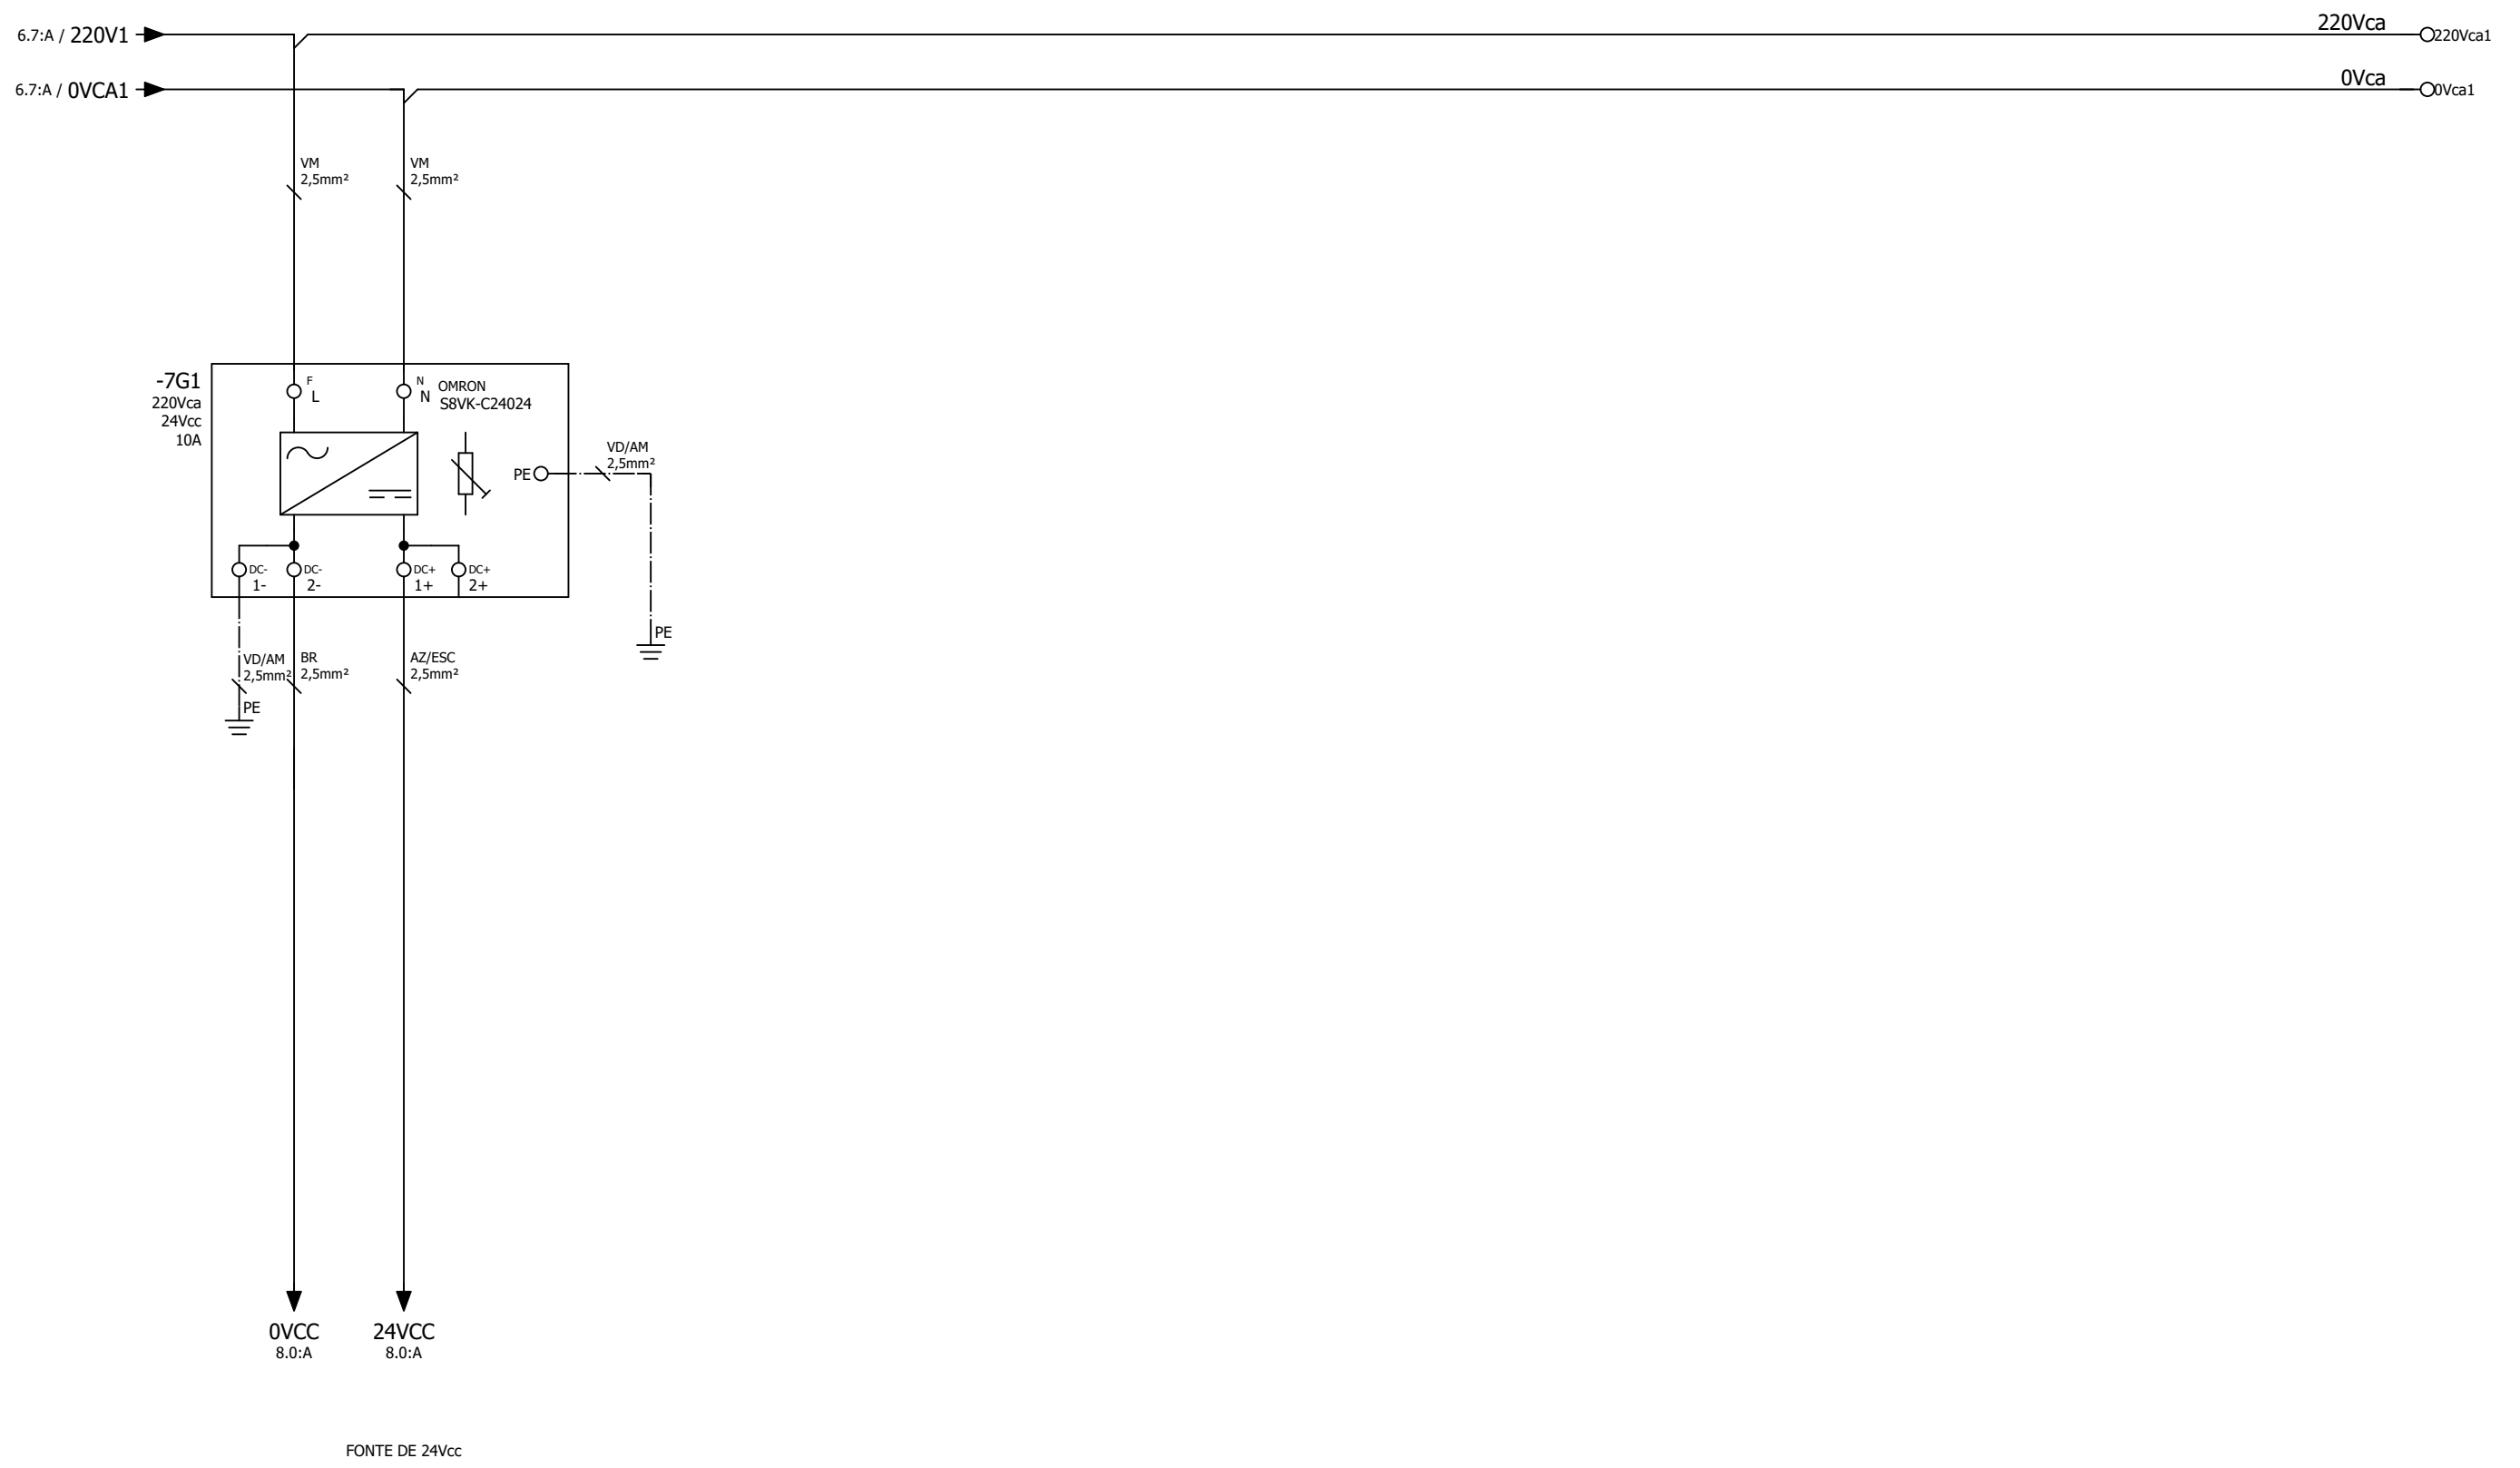 6.7:A / 220V1
220Vca
220Vca1
6.7:A / 0VCA1
0Vca
0Vca1
VM
2,5mm²
VM
2,5mm²
-7G1
220Vca
24Vcc
10A
F
L
N
N
OMRON
S8VK-C24024
PE
VD/AM
2,5mm²
PE
DC-
1-
DC-
2-
DC+
1+
DC+
2+
VD/AM
2,5mm²
PE
BR
2,5mm²
AZ/ESC
2,5mm²
0VCC
8.0:A
24VCC
8.0:A
FONTE DE 24Vcc